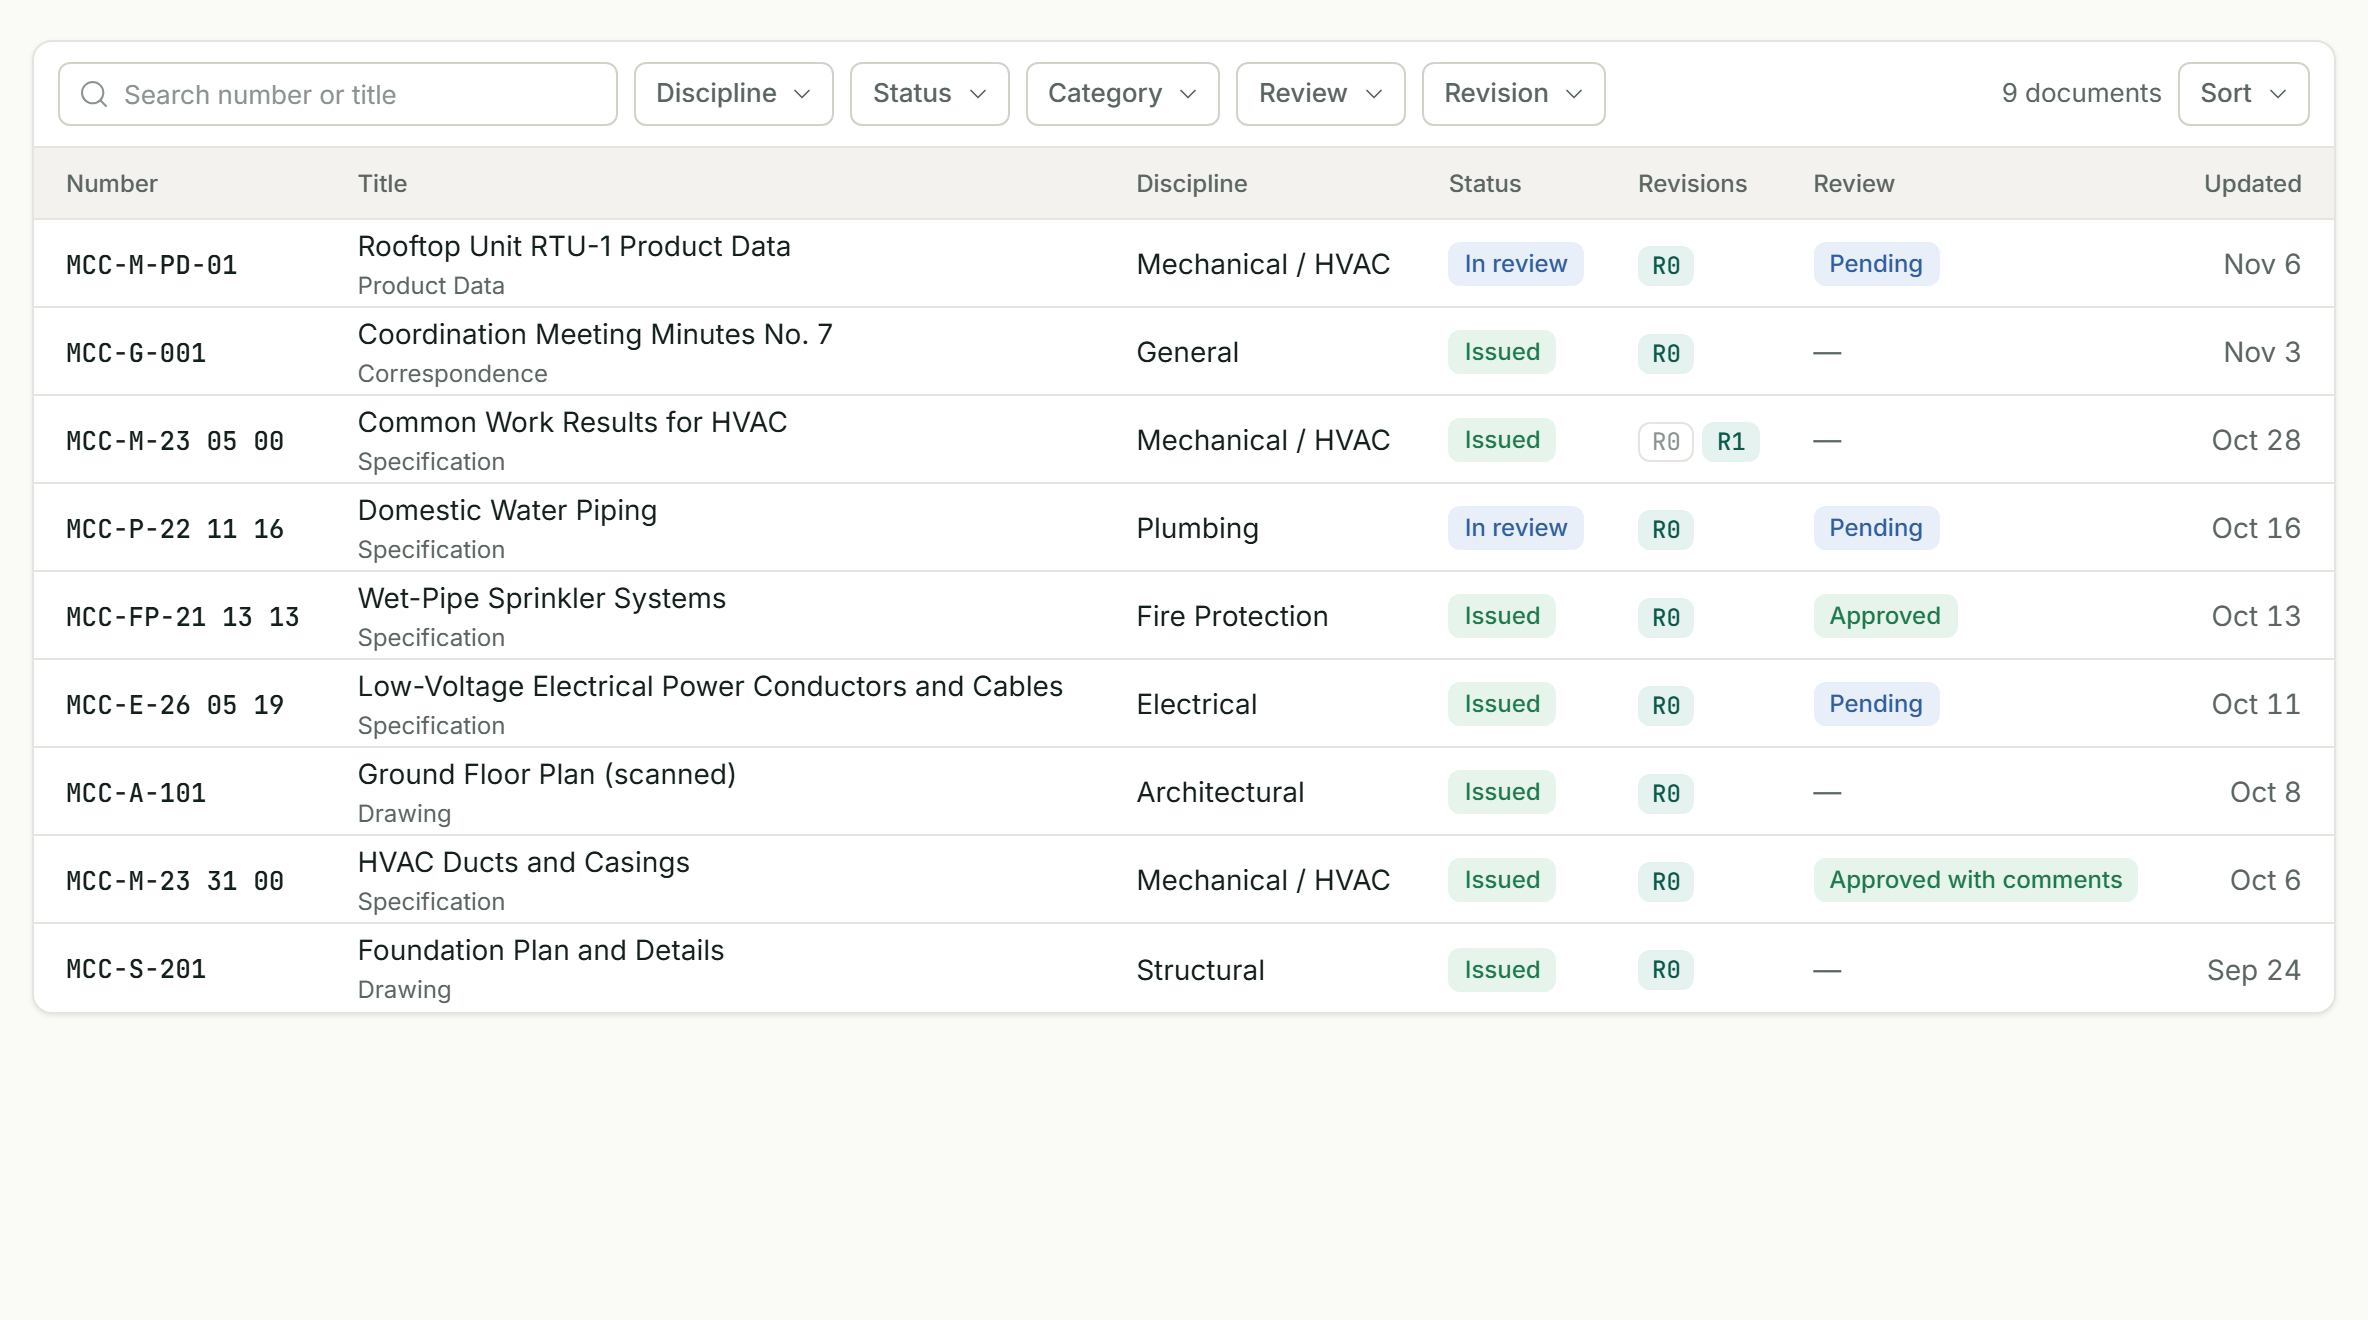 Search number or title Discipline Status Category Review Revision 9 documents Sort
Number Title Discipline Status Revisions Review Updated
MCC-M-PD-01 Rooftop Unit RTU-1 Product Data Mechanical / HVAC In review R0 Pending Nov 6
Product Data
MCC-G-001 Coordination Meeting Minutes No. 7 General Issued R0 — Nov 3
Correspondence
MCC-M-23 05 00 Common Work Results for HVAC Mechanical / HVAC Issued R0 R1 — Oct 28
Specification
MCC-P-22 11 16 Domestic Water Piping Plumbing In review R0 Pending Oct 16
Specification
MCC-FP-21 13 13 Wet-Pipe Sprinkler Systems Fire Protection Issued R0 Approved Oct 13
Specification
MCC-E-26 05 19 Low-Voltage Electrical Power Conductors and Cables Electrical Issued R0 Pending Oct 11
Specification
MCC-A-101 Ground Floor Plan (scanned) Architectural Issued R0 — Oct 8
Drawing
MCC-M-23 31 00 HVAC Ducts and Casings Mechanical / HVAC Issued R0 Approved with comments Oct 6
Specification
MCC-S-201 Foundation Plan and Details Structural Issued R0 — Sep 24
Drawing